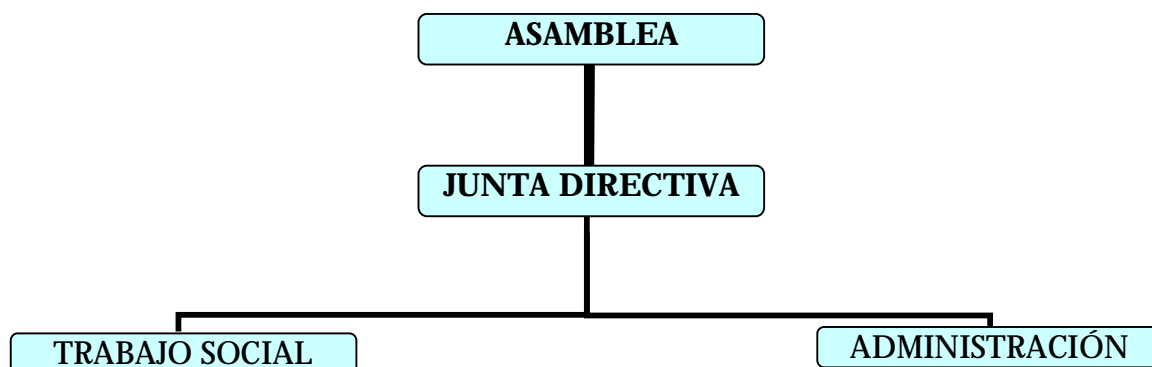 ASAMBLEA
JUNTA DIRECTIVA
TRABAJO SOCIAL
ADMINISTRACIÓN